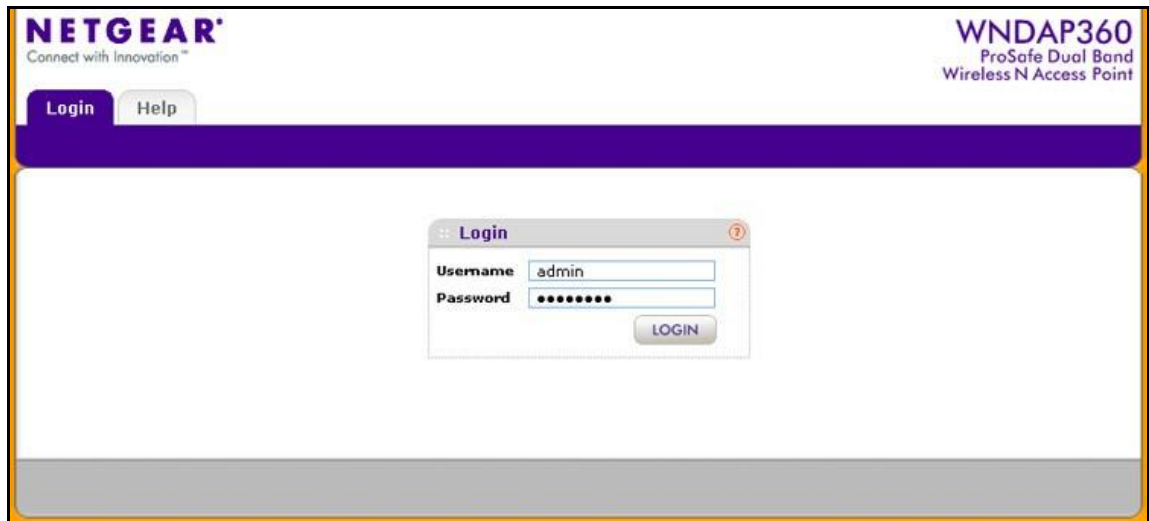 NETGEAR®
Connect with Innovation™
WNDAP360
ProSafe Dual Band
Wireless N Access Point
Login
Help
Login ?
Username admin
Password ••••••••
LOGIN